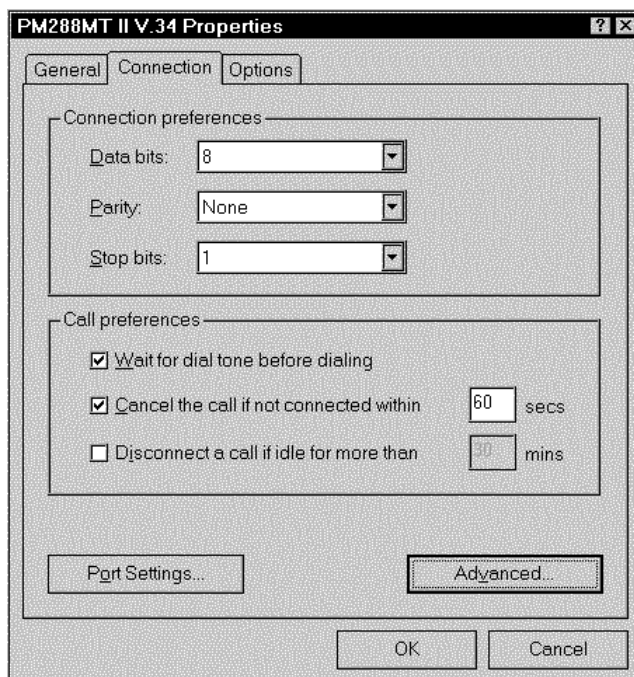 PM288MT II V.34 Properties ? X
General Connection Options
Connection preferences
Data bits: 8
Parity: None
Stop bits: 1
Call preferences
Wait for dial tone before dialing
Cancel the call if not connected within 60 secs
Disconnect a call if idle for more than 30 mins
Port Settings... Advanced...
OK Cancel